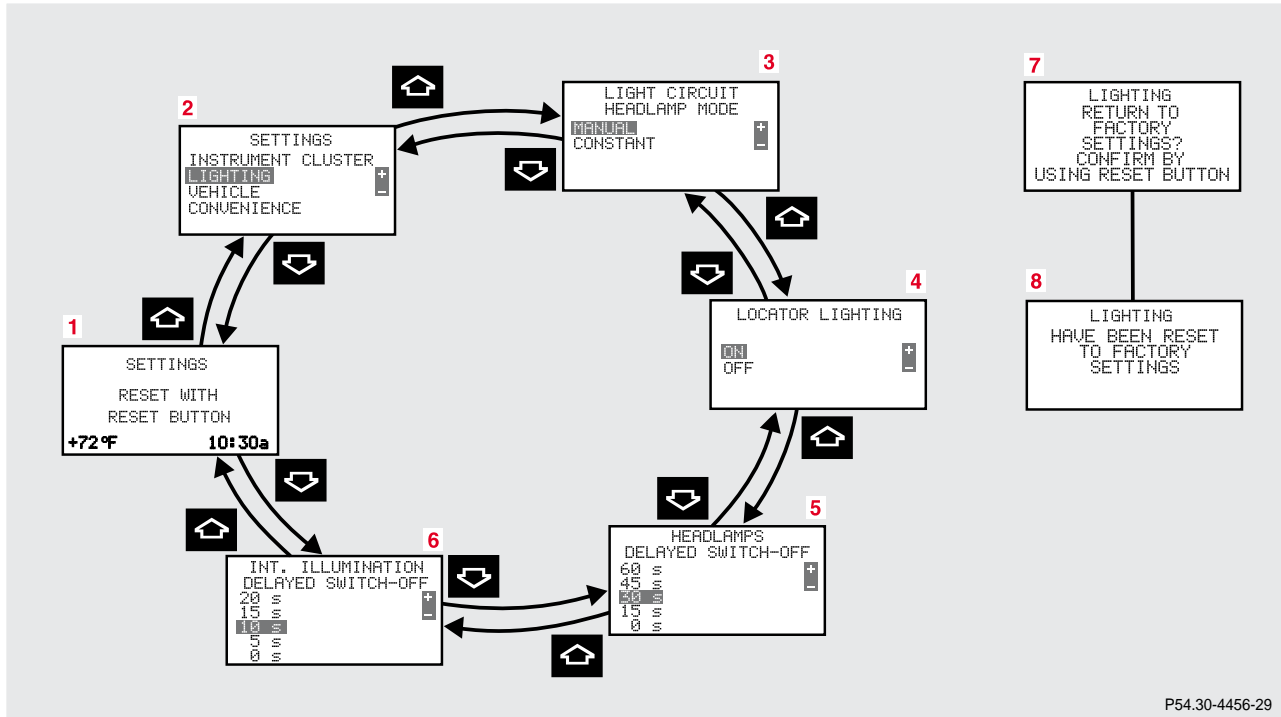 1
SETTINGS
RESET WITH
RESET BUTTON
+72°F 10:30a
2
SETTINGS
INSTRUMENT CLUSTER
LIGHTING +
VEHICLE –
CONVENIENCE
3
LIGHT CIRCUIT
HEADLAMP MODE
MANUAL +
CONSTANT –
4
LOCATOR LIGHTING
ON +
OFF –
5
HEADLAMPS
DELAYED SWITCH-OFF
60 s +
45 s –
30 s
15 s
0 s
6
INT. ILLUMINATION
DELAYED SWITCH-OFF
20 s +
15 s –
10 s
5 s
0 s
7
LIGHTING
RETURN TO
FACTORY
SETTINGS?
CONFIRM BY
USING RESET BUTTON
8
LIGHTING
HAVE BEEN RESET
TO FACTORY
SETTINGS
P54.30-4456-29